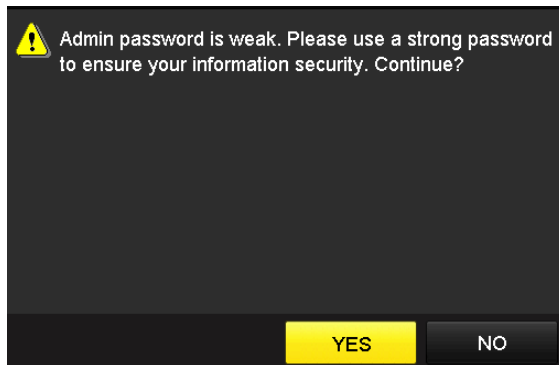 Admin password is weak. Please use a strong password
to ensure your information security. Continue?
YES
NO